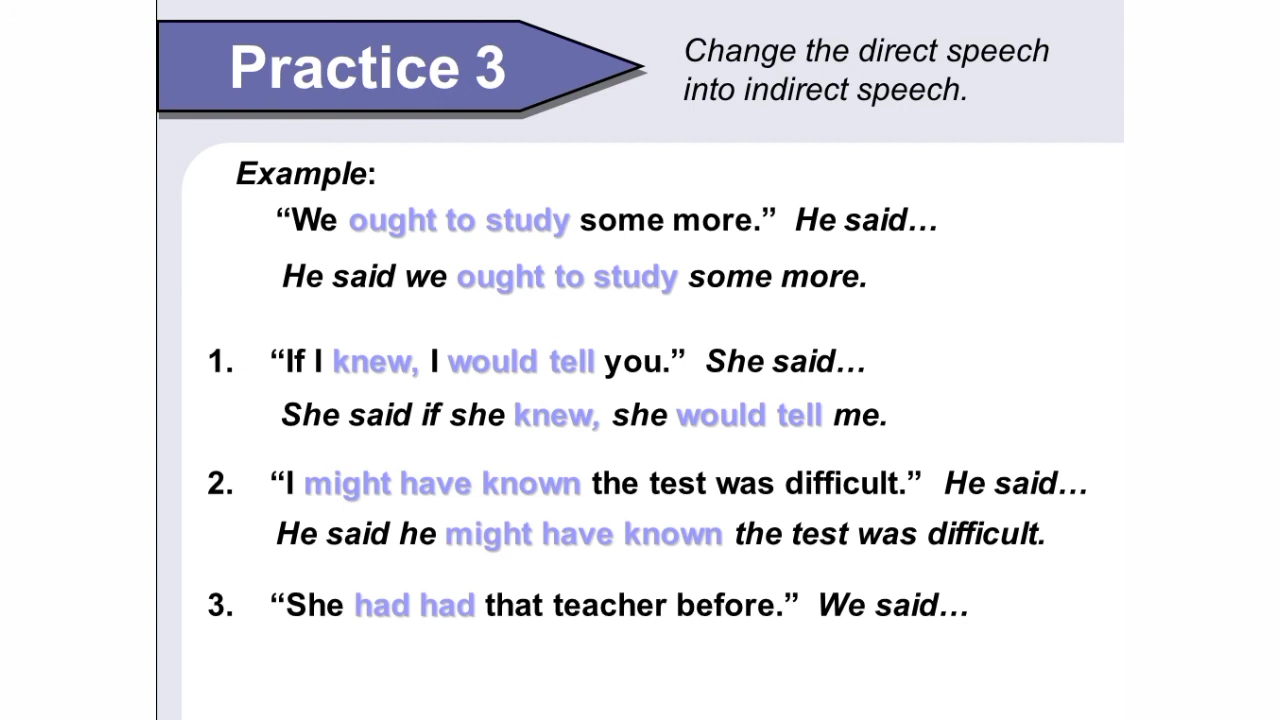 Practice 3
Change the direct speech
into indirect speech.
Example:
“We ought to study some more.” He said…
He said we ought to study some more.
1. “If I knew, I would tell you.” She said…
She said if she knew, she would tell me.
2. “I might have known the test was difficult.” He said…
He said he might have known the test was difficult.
3. “She had had that teacher before.” We said…